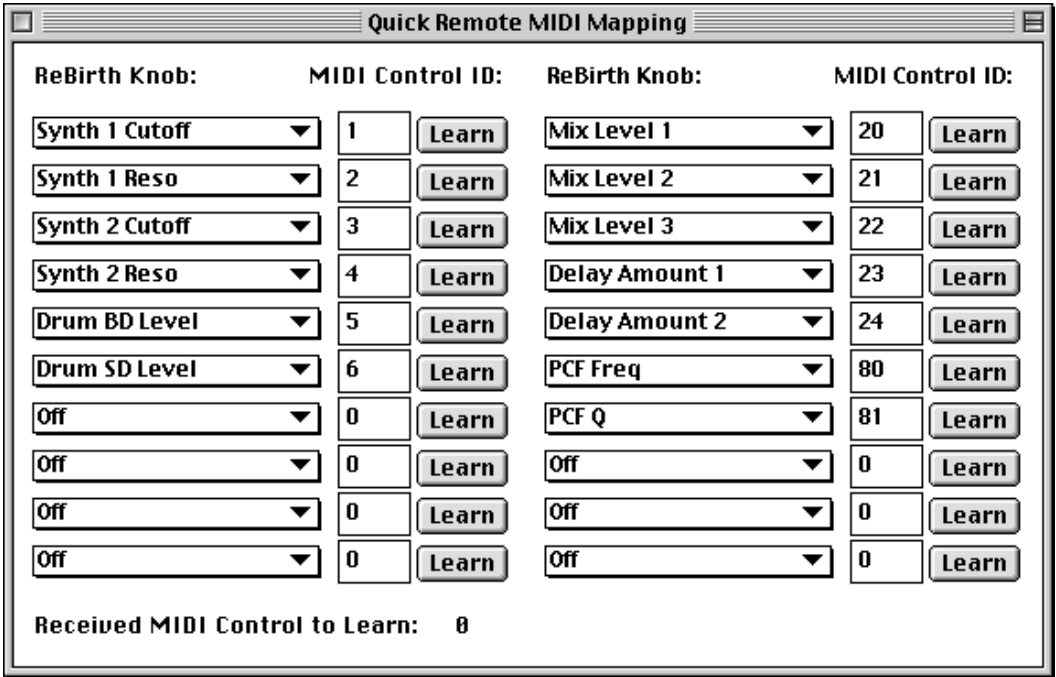 Quick Remote MIDI Mapping
ReBirth Knob: MIDI Control ID: ReBirth Knob: MIDI Control ID:
Synth 1 Cutoff 1 Learn Mix Level 1 20 Learn
Synth 1 Reso 2 Learn Mix Level 2 21 Learn
Synth 2 Cutoff 3 Learn Mix Level 3 22 Learn
Synth 2 Reso 4 Learn Delay Amount 1 23 Learn
Drum BD Level 5 Learn Delay Amount 2 24 Learn
Drum SD Level 6 Learn PCF Freq 80 Learn
Off 0 Learn PCF Q 81 Learn
Off 0 Learn Off 0 Learn
Off 0 Learn Off 0 Learn
Off 0 Learn Off 0 Learn
Received MIDI Control to Learn: 0